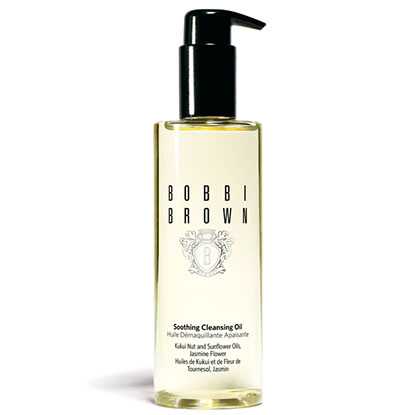 BOBBI
BROWN
B
Soothing Cleansing Oil
Huile Démaquillante Apaisante
Kukui Nut and Sunflower Oils,
Jasmine Flower
Huiles de Kukui et de Fleur de
Tournesol, Jasmin